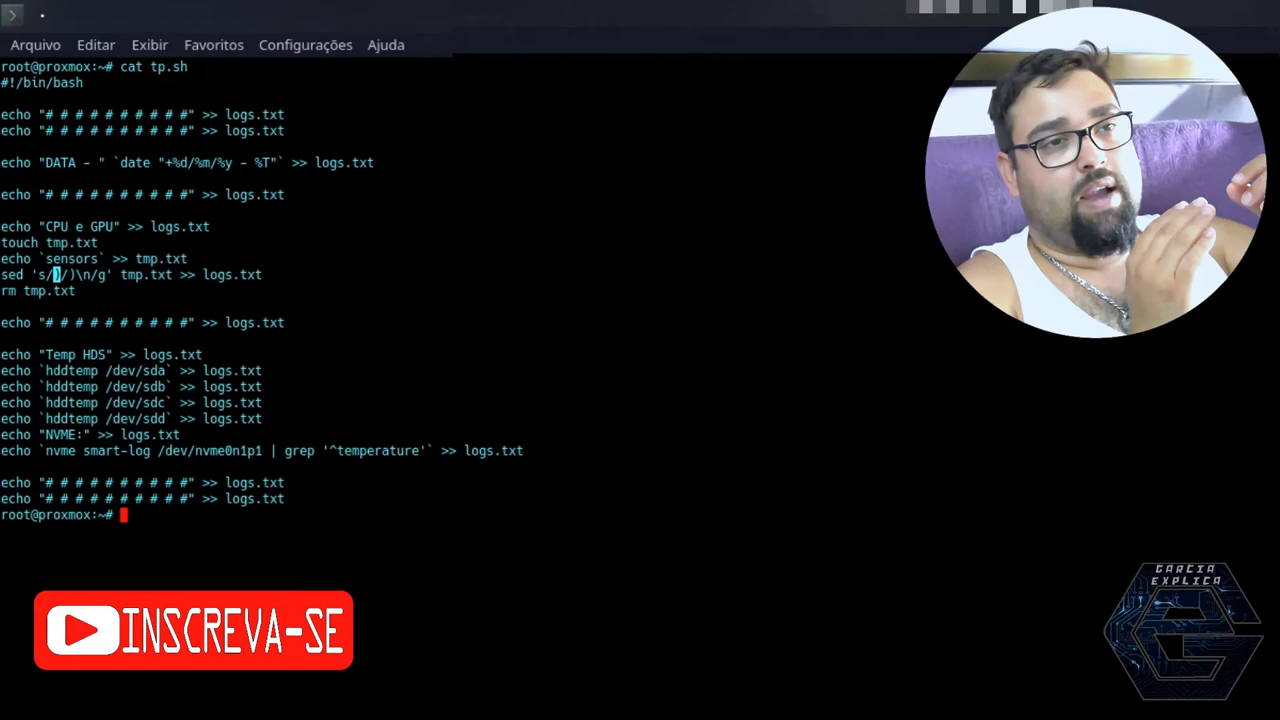 Arquivo Editar Exibir Favoritos Configurações Ajuda
root@proxmox:~# cat tp.sh
#!/bin/bash
echo "# # # # # # # # # #" >> logs.txt
echo "# # # # # # # # # #" >> logs.txt
echo "DATA - " `date "+%d/%m/%y - %T"` >> logs.txt
echo "# # # # # # # # # #" >> logs.txt
echo "CPU e GPU" >> logs.txt
touch tmp.txt
echo `sensors` >> tmp.txt
sed 's/)/)\n/g' tmp.txt >> logs.txt
rm tmp.txt
echo "# # # # # # # # # #" >> logs.txt
echo "Temp HDS" >> logs.txt
echo `hddtemp /dev/sda` >> logs.txt
echo `hddtemp /dev/sdb` >> logs.txt
echo `hddtemp /dev/sdc` >> logs.txt
echo `hddtemp /dev/sdd` >> logs.txt
echo "NVME:" >> logs.txt
echo `nvme smart-log /dev/nvme0n1p1 | grep '^temperature'` >> logs.txt
echo "# # # # # # # # # #" >> logs.txt
echo "# # # # # # # # # #" >> logs.txt
root@proxmox:~#
INSCREVA-SE
GARCIA
EXPLICA